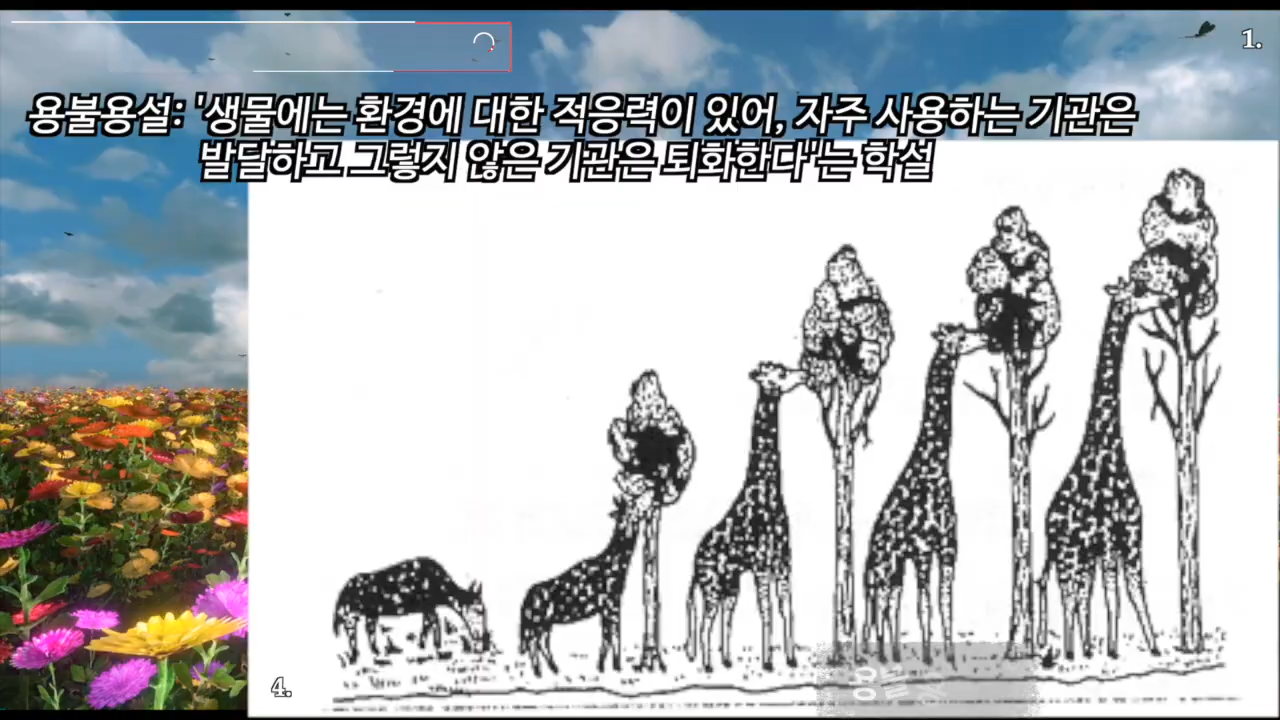 1.
용불용설: '생물에는 환경에 대한 적응력이 있어, 자주 사용하는 기관은
발달하고 그렇지 않은 기관은 퇴화한다'는 학설
4.